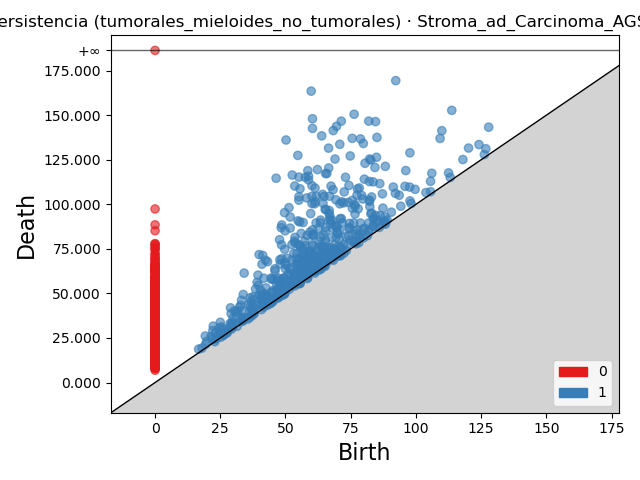 ersistencia (tumorales_mieloides_no_tumorales) · Stroma_ad_Carcinoma_AGS
+∞
175.000
150.000
125.000
100.000
75.000
50.000
25.000
0.000
Death
0
1
0 25 50 75 100 125 150 175
Birth